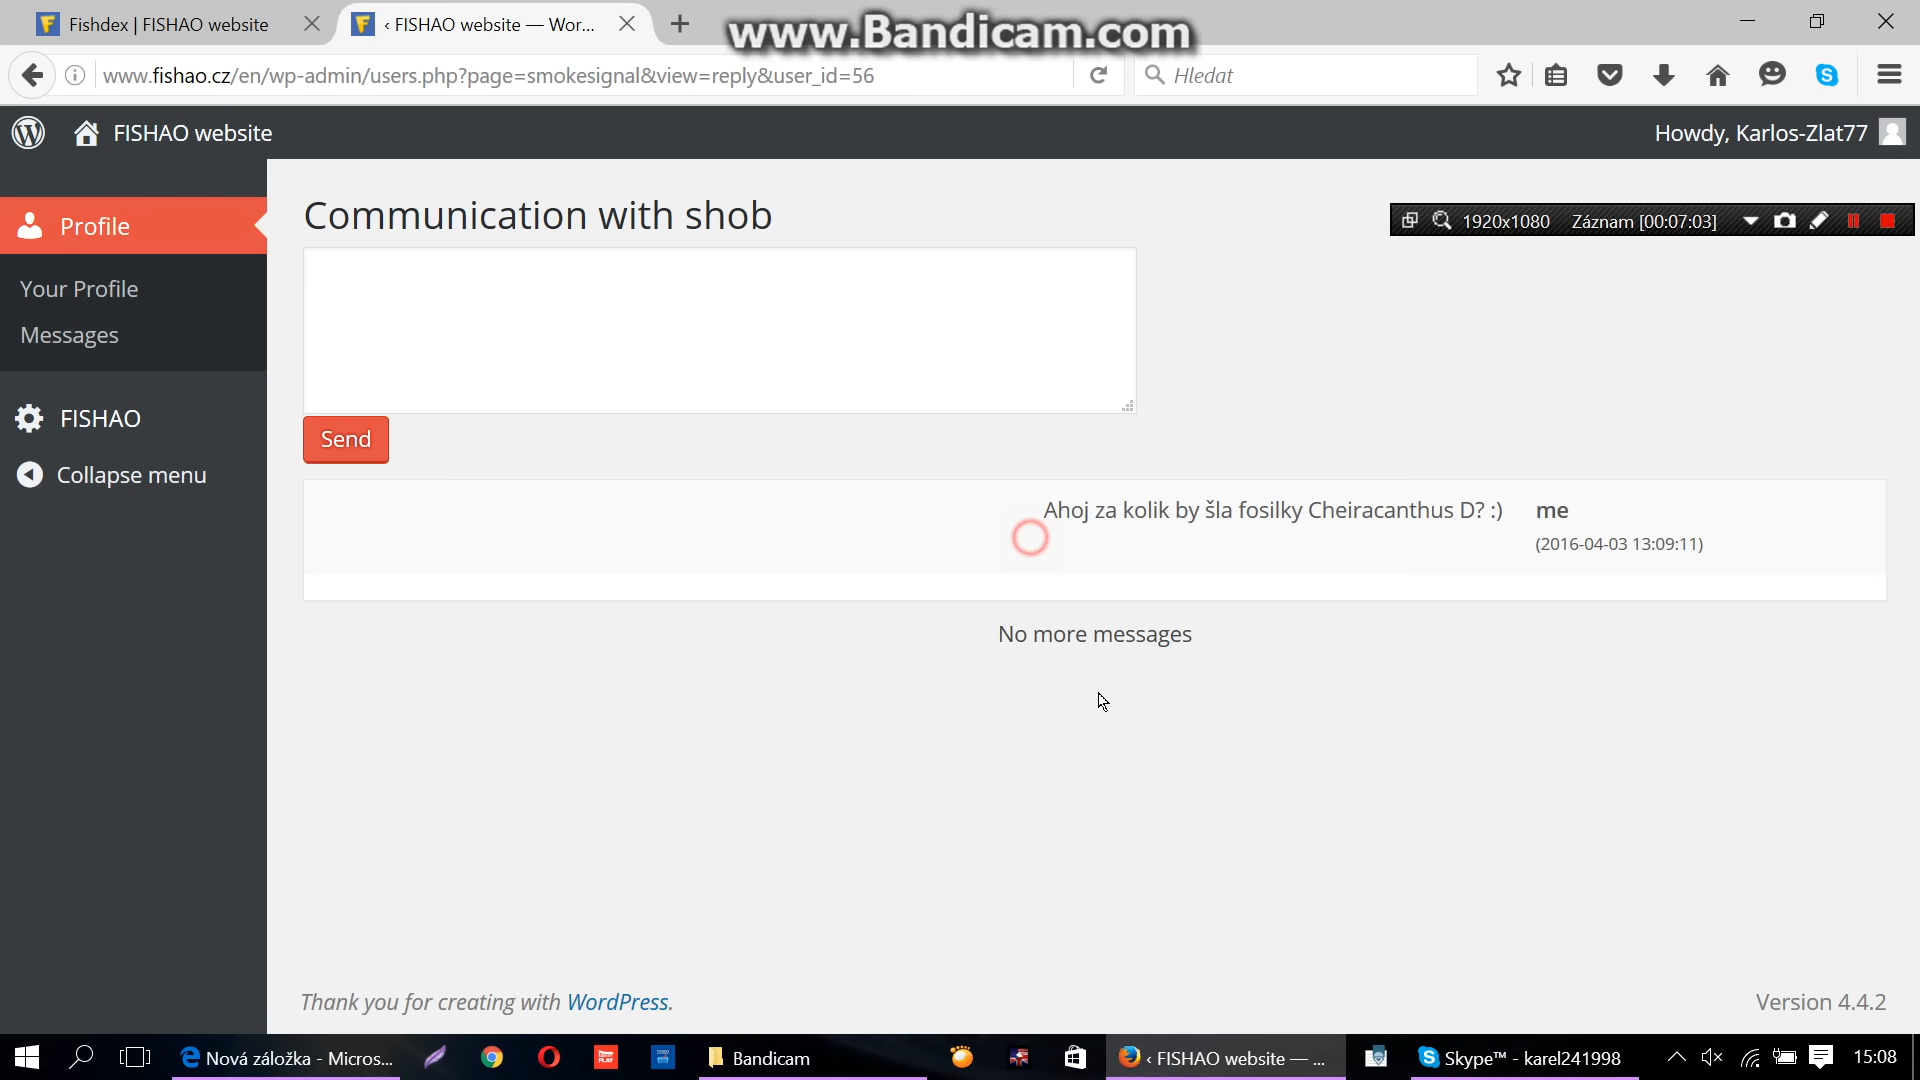 Fishdex | FISHAO website
‹ FISHAO website — Wor...
www.Bandicam.com
www.fishao.cz/en/wp-admin/users.php?page=smokesignal&view=reply&user_id=56
Hledat
FISHAO website
Howdy, Karlos-Zlat77
Profile
Your Profile
Messages
FISHAO
Collapse menu
Communication with shob
1920x1080 Záznam [00:07:03]
Send
Ahoj za kolik by šla fosilky Cheiracanthus D? :) me
(2016-04-03 13:09:11)
No more messages
Thank you for creating with WordPress.
Version 4.4.2
Nová záložka - Micros...
Bandicam
‹ FISHAO website — ...
Skype™ - karel241998
15:08